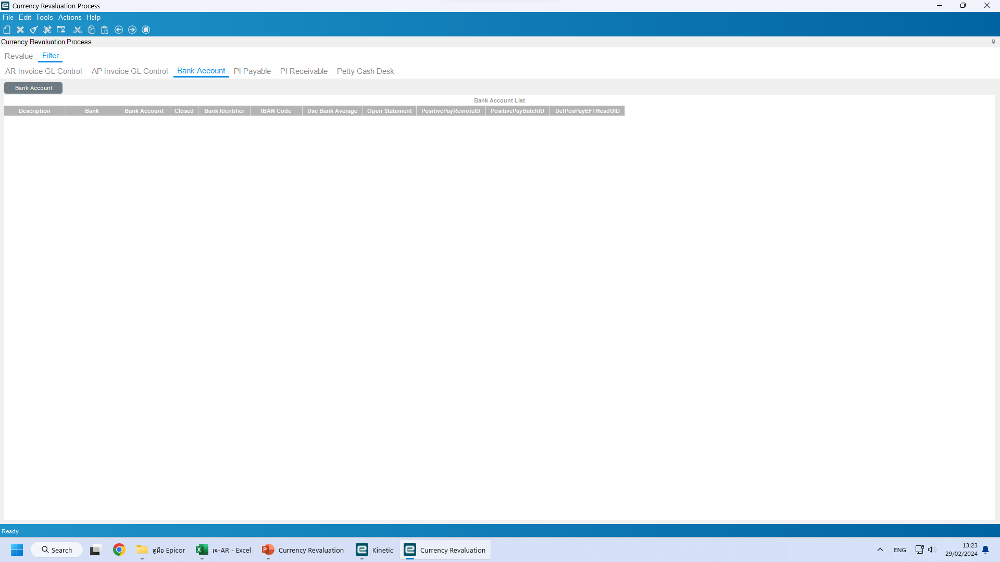 Currency Revaluation Process
File Edit Tools Actions Help
Currency Revaluation Process
Revalue Filter
AR Invoice GL Control AP Invoice GL Control Bank Account PI Payable PI Receivable Petty Cash Desk
Bank Account
Bank Account List
Description Bank Bank Account Closed Bank Identifier IBAN Code Use Bank Average Open Statement PositivePayRemoteID PositivePayBatchID DefPosPayEFTHeadUID
Ready
Search คู่มือ Epicor เจ-AR - Excel Currency Revaluation Kinetic Currency Revaluation ENG 13:23
29/02/2024